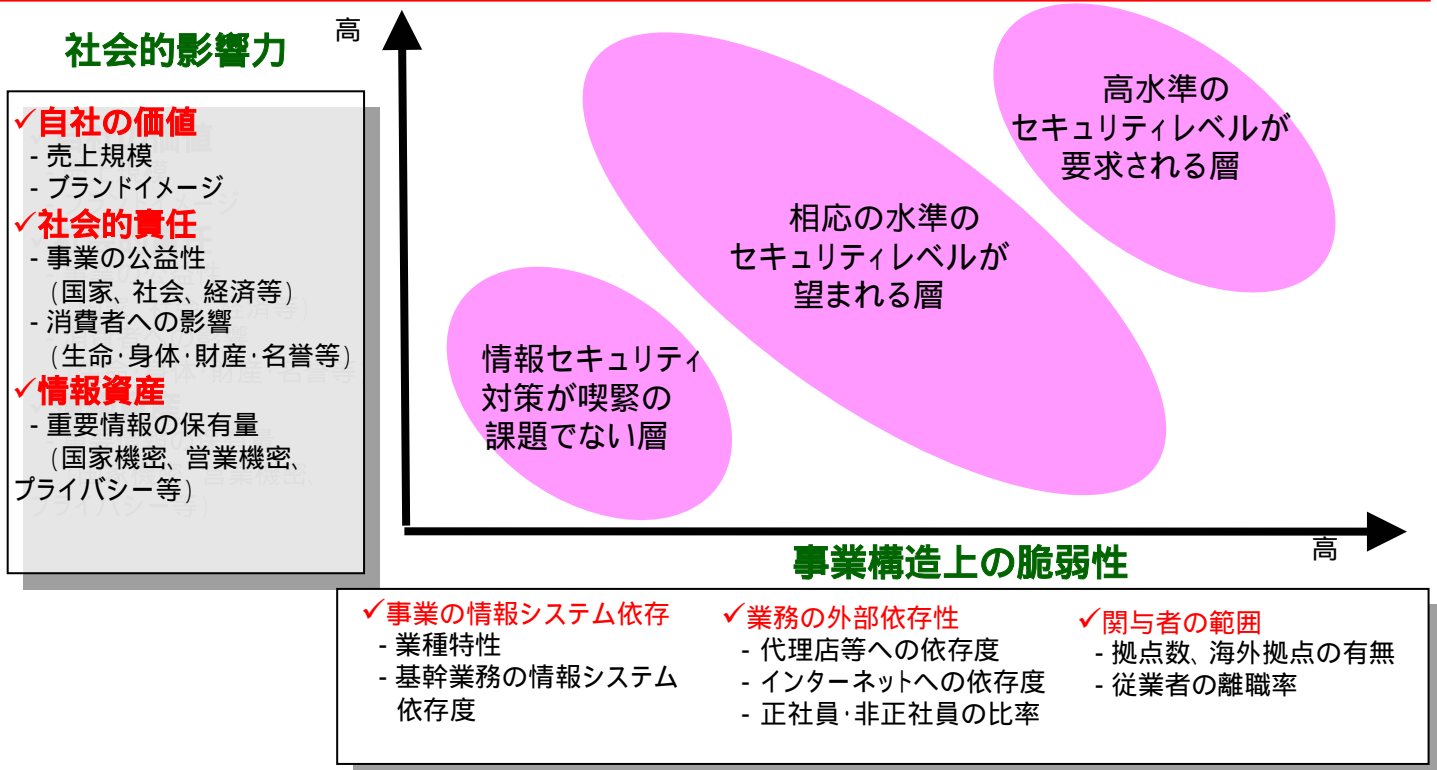 社会的影響力
高
✓自社の価値
- 売上規模
- ブランドイメージ
✓社会的責任
- 事業の公益性
(国家、社会、経済等)
- 消費者への影響
(生命･身体･財産･名誉等)
✓情報資産
- 重要情報の保有量
(国家機密、営業機密、
プライバシー等)
高水準の
セキュリティレベルが
要求される層
相応の水準の
セキュリティレベルが
望まれる層
情報セキュリティ
対策が喫緊の
課題でない層
高
事業構造上の脆弱性
✓事業の情報システム依存
- 業種特性
- 基幹業務の情報システム
依存度
✓業務の外部依存性
- 代理店等への依存度
- インターネットへの依存度
- 正社員･非正社員の比率
✓関与者の範囲
- 拠点数、海外拠点の有無
- 従業者の離職率